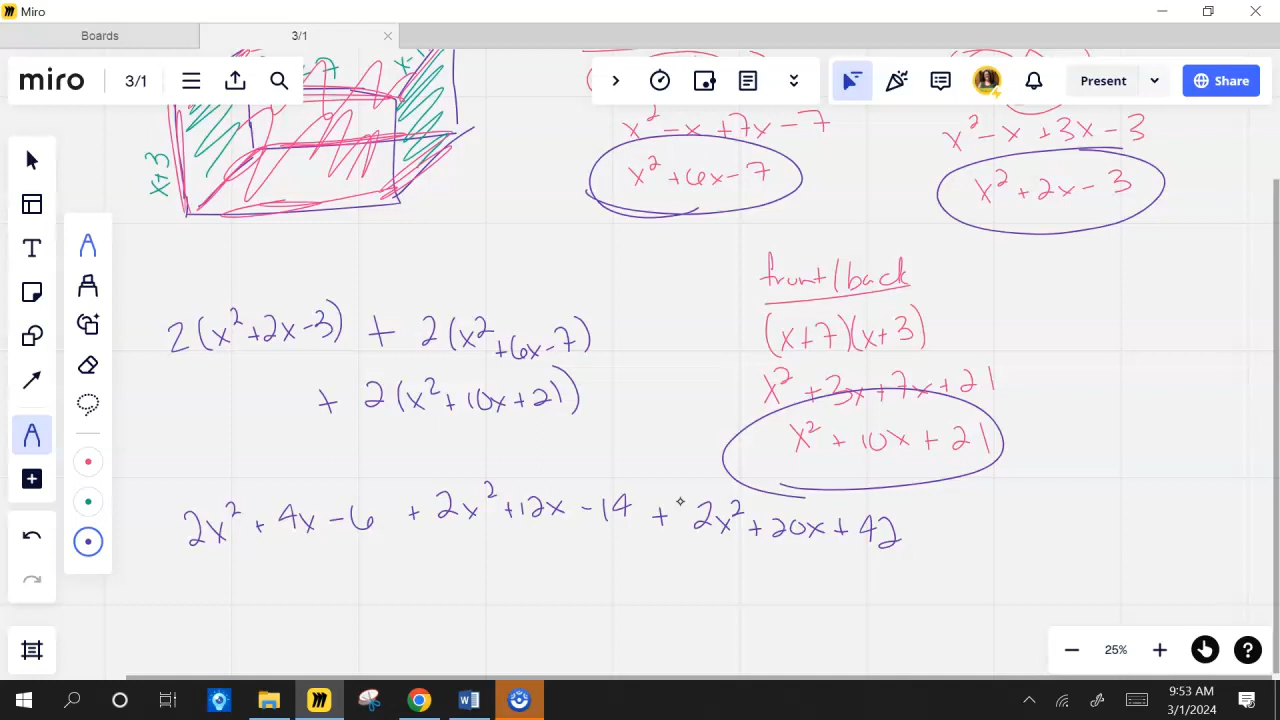 Miro
Boards
3/1
miro
3/1
Present
Share
x+3
x² - x + 7x - 7
x² + 6x - 7
x² - x + 3x - 3
x² + 2x - 3
front/back
(x+7)(x+3)
x² + 3x + 7x + 21
x² + 10x + 21
2(x²+2x-3) + 2(x²+6x-7)
+ 2(x²+10x+21)
2x² + 4x - 6 + 2x² + 12x - 14 + 2x² + 20x + 42
25%
9:53 AM
3/1/2024